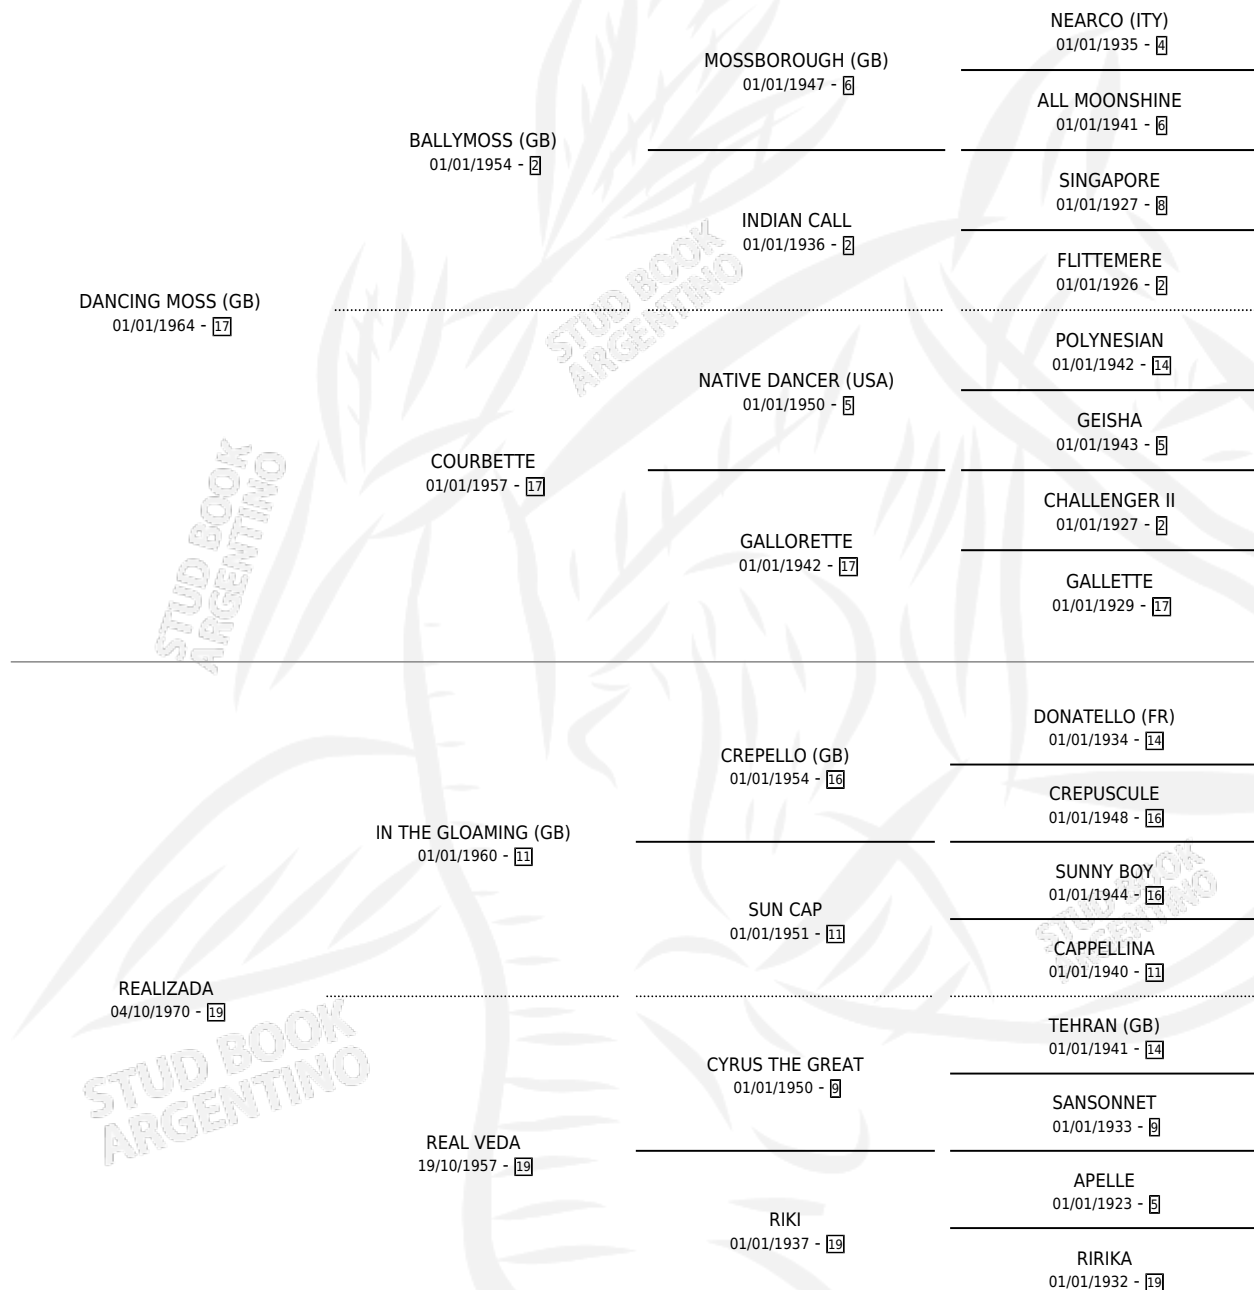 NEARCO (ITY)
01/01/1935 - 4
MOSSBOROUGH (GB)
01/01/1947 - 6
ALL MOONSHINE
01/01/1941 - 6
BALLYMOSS (GB)
01/01/1954 - 2
SINGAPORE
01/01/1927 - 8
INDIAN CALL
01/01/1936 - 2
FLITTEMERE
01/01/1926 - 2
DANCING MOSS (GB)
01/01/1964 - 17
STUD BOOK
ARGENTINO
POLYNESIAN
01/01/1942 - 14
NATIVE DANCER (USA)
01/01/1950 - 5
GEISHA
01/01/1943 - 5
COURBETTE
01/01/1957 - 17
CHALLENGER II
01/01/1927 - 2
GALLORETTE
01/01/1942 - 17
GALLETTE
01/01/1929 - 17
STUD BOOK
ARGENTINO
DONATELLO (FR)
01/01/1934 - 14
CREPELLO (GB)
01/01/1954 - 16
CREPUSCULE
01/01/1948 - 16
IN THE GLOAMING (GB)
01/01/1960 - 11
SUNNY BOY
01/01/1944 - 16
SUN CAP
01/01/1951 - 11
CAPPELLINA
01/01/1940 - 11
STUD BOOK
ARGENTINO
REALIZADA
04/10/1970 - 19
TEHRAN (GB)
01/01/1941 - 14
CYRUS THE GREAT
01/01/1950 - 9
SANSONNET
01/01/1933 - 9
STUD BOOK
ARGENTINO
REAL VEDA
19/10/1957 - 19
APELLE
01/01/1923 - 5
RIKI
01/01/1937 - 19
RIRIKA
01/01/1932 - 19